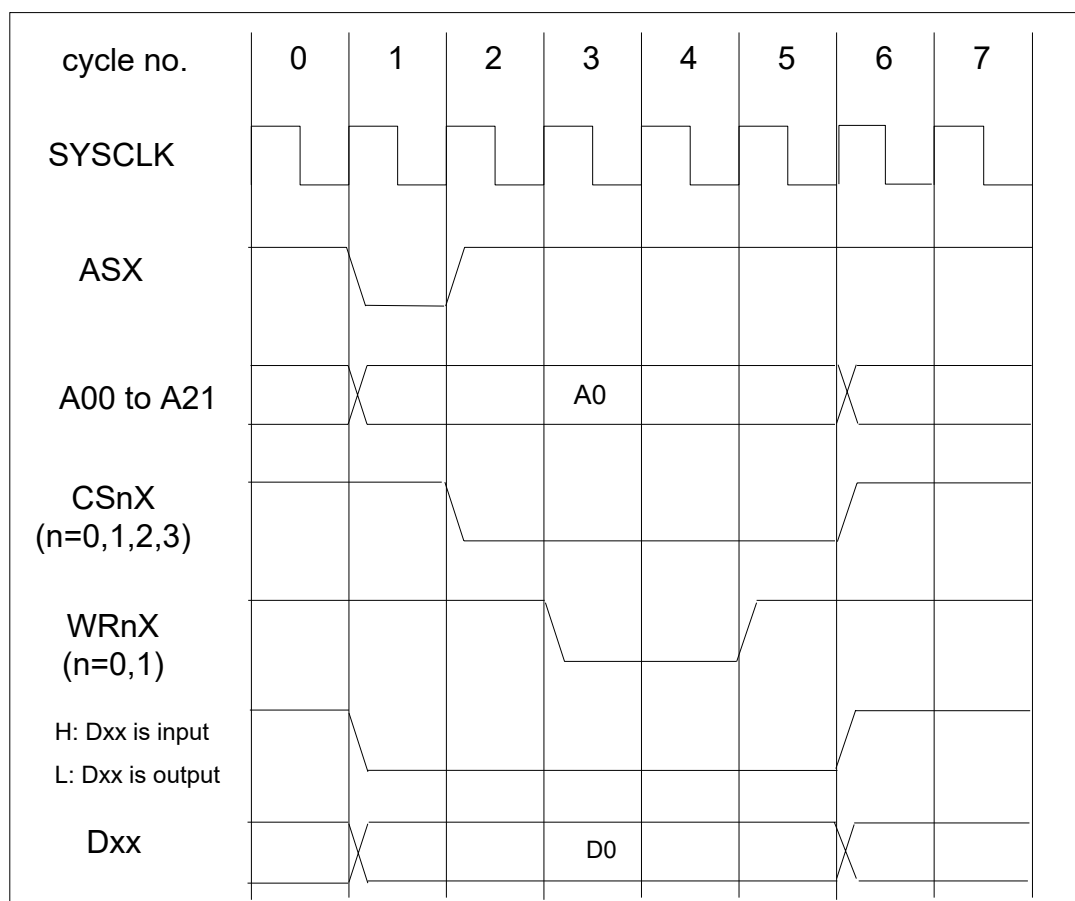 cycle no. 0 1 2 3 4 5 6 7
SYSCLK
ASX
A00 to A21 A0
CSnX
(n=0,1,2,3)
WRnX
(n=0,1)
H: Dxx is input
L: Dxx is output
Dxx D0